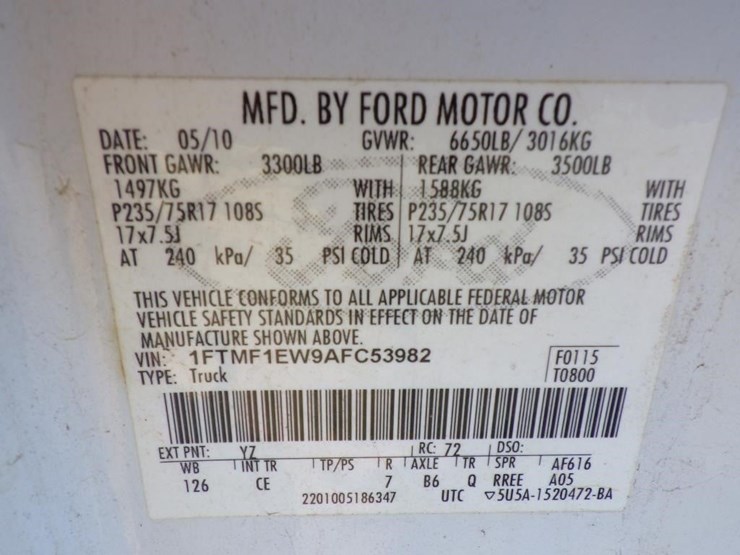 MFD. BY FORD MOTOR CO.
DATE: 05/10 GVWR: 6650LB/ 3016KG
FRONT GAWR: 3300LB REAR GAWR: 3500LB
1497KG WITH 1588KG WITH
P235/75R17 108S TIRES P235/75R17 108S TIRES
17x7.5J RIMS 17x7.5J RIMS
AT 240 kPa/ 35 PSI COLD AT 240 kPa/ 35 PSI COLD
THIS VEHICLE CONFORMS TO ALL APPLICABLE FEDERAL MOTOR
VEHICLE SAFETY STANDARDS IN EFFECT ON THE DATE OF
MANUFACTURE SHOWN ABOVE.
VIN: 1FTMF1EW9AFC53982 F0115
TYPE: Truck T0800
EXT PNT: YZ RC: 72 DSO:
WB INT TR TP/PS R AXLE TR SPR AF616
126 CE 7 B6 Q RREE A05
2201005186347 UTC ▽5U5A-1520472-BA